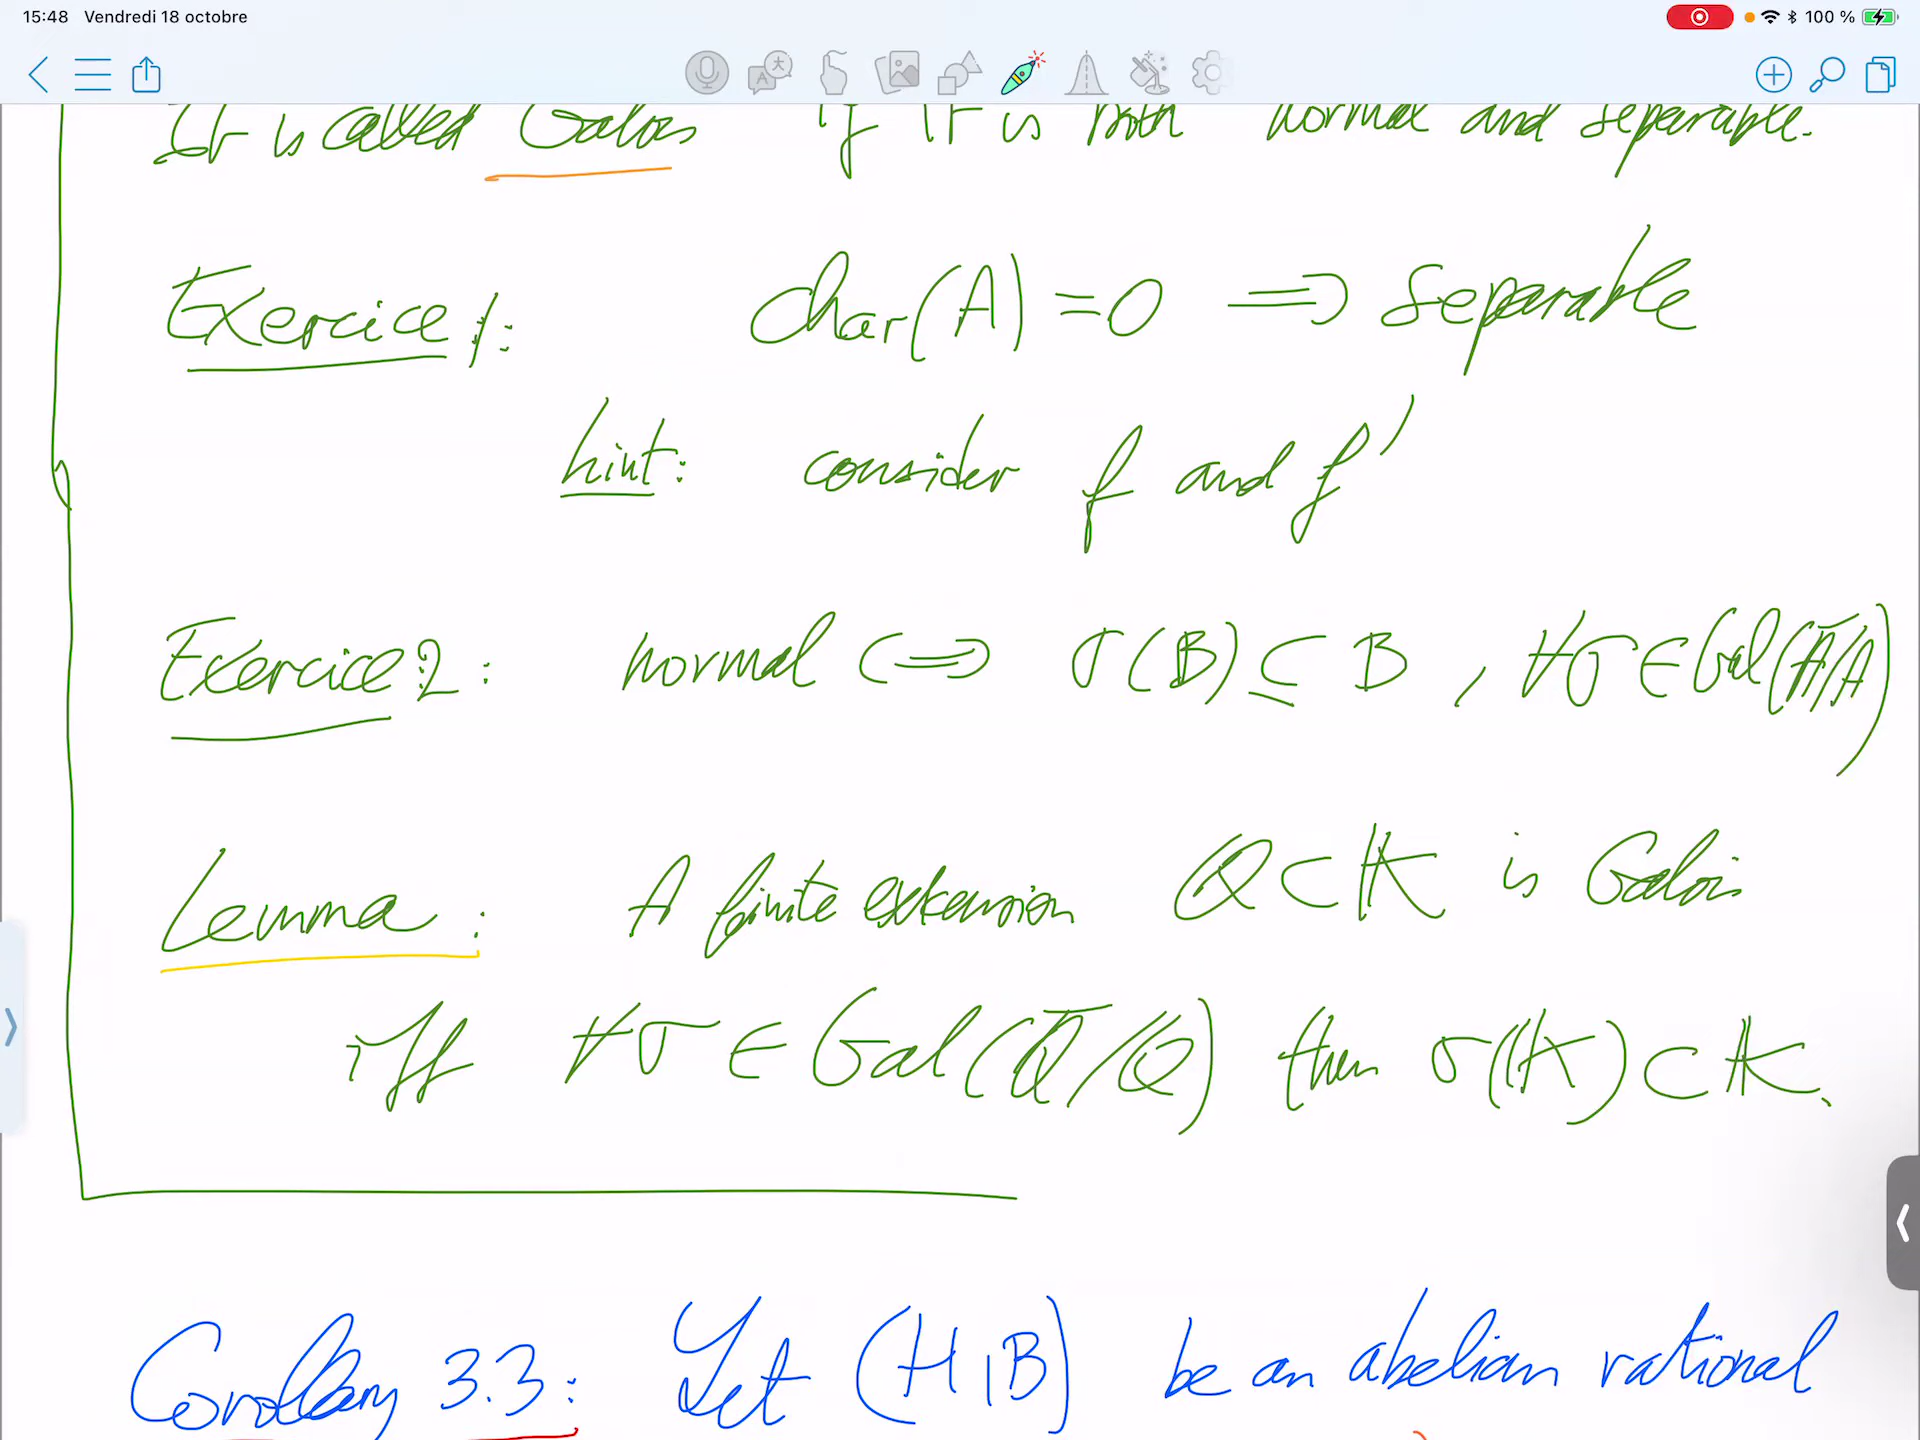 15:48 Vendredi 18 octobre 100 %
It is called Galois if it is both normal and separable.
Exercice 1: char(A) = 0 ⟹ separable
hint: consider f and f'
Exercice 2: normal ⟺ σ(B) ⊆ B, ∀σ ∈ Gal(Ā/A)
Lemma: A finite extension ℚ ⊂ 𝕂 is Galois
iff ∀σ ∈ Gal(ℚ̄/ℚ) then σ(𝕂) ⊂ 𝕂.
Corollary 3.3: Let (H, B) be an abelian rational